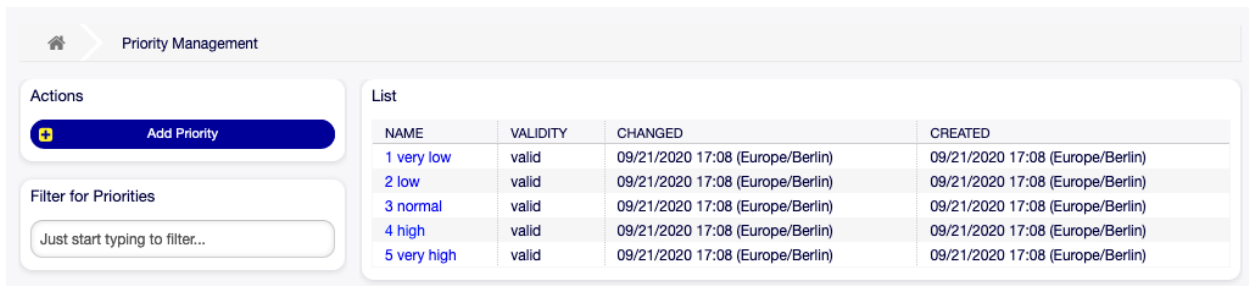 Priority Management
Actions
Add Priority
Filter for Priorities
Just start typing to filter...
List
NAME VALIDITY CHANGED CREATED
1 very low valid 09/21/2020 17:08 (Europe/Berlin) 09/21/2020 17:08 (Europe/Berlin)
2 low valid 09/21/2020 17:08 (Europe/Berlin) 09/21/2020 17:08 (Europe/Berlin)
3 normal valid 09/21/2020 17:08 (Europe/Berlin) 09/21/2020 17:08 (Europe/Berlin)
4 high valid 09/21/2020 17:08 (Europe/Berlin) 09/21/2020 17:08 (Europe/Berlin)
5 very high valid 09/21/2020 17:08 (Europe/Berlin) 09/21/2020 17:08 (Europe/Berlin)